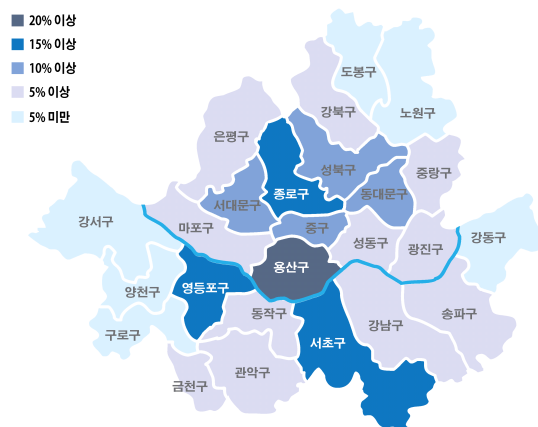 20% 이상
15% 이상
10% 이상
5% 이상
5% 미만
도봉구
노원구
강북구
은평구
성북구
중랑구
종로구
동대문구
서대문구
강서구
마포구
중구
성동구
광진구
강동구
용산구
양천구
영등포구
동작구
강남구
송파구
구로구
서초구
관악구
금천구